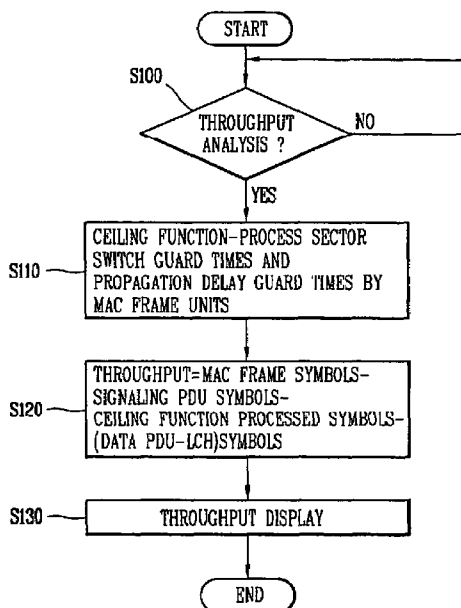 START
S100
THROUGHPUT
ANALYSIS ?
NO
YES
S110
CEILING FUNCTION-PROCESS SECTOR
SWITCH GUARD TIMES AND
PROPAGATION DELAY GUARD TIMES BY
MAC FRAME UNITS
S120
THROUGHPUT=MAC FRAME SYMBOLS-
SIGNALING PDU SYMBOLS-
CEILING FUNCTION PROCESSED SYMBOLS-
(DATA PDU-LCH)SYMBOLS
S130
THROUGHPUT DISPLAY
END